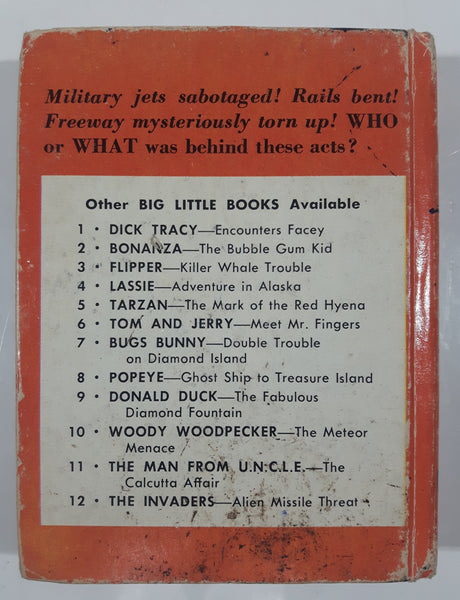 Military jets sabotaged! Rails bent!
Freeway mysteriously torn up! WHO
or WHAT was behind these acts?
Other BIG LITTLE BOOKS Available
1 • DICK TRACY—Encounters Facey
2 • BONANZA—The Bubble Gum Kid
3 • FLIPPER—Killer Whale Trouble
4 • LASSIE—Adventure in Alaska
5 • TARZAN—The Mark of the Red Hyena
6 • TOM AND JERRY—Meet Mr. Fingers
7 • BUGS BUNNY—Double Trouble
on Diamond Island
8 • POPEYE—Ghost Ship to Treasure Island
9 • DONALD DUCK—The Fabulous
Diamond Fountain
10 • WOODY WOODPECKER—The Meteor
Menace
11 • THE MAN FROM U.N.C.L.E.—The
Calcutta Affair
12 • THE INVADERS—Alien Missile Threat